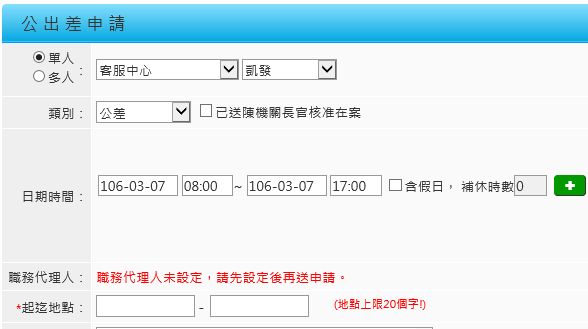 公出差申請
單人
多人
：
客服中心 凱發
類別： 公差 已送陳機關長官核准在案
日期時間： 106-03-07 08:00 ~ 106-03-07 17:00 含假日， 補休時數 0
職務代理人： 職務代理人未設定，請先設定後再送申請。
*起迄地點： - (地點上限20個字!)